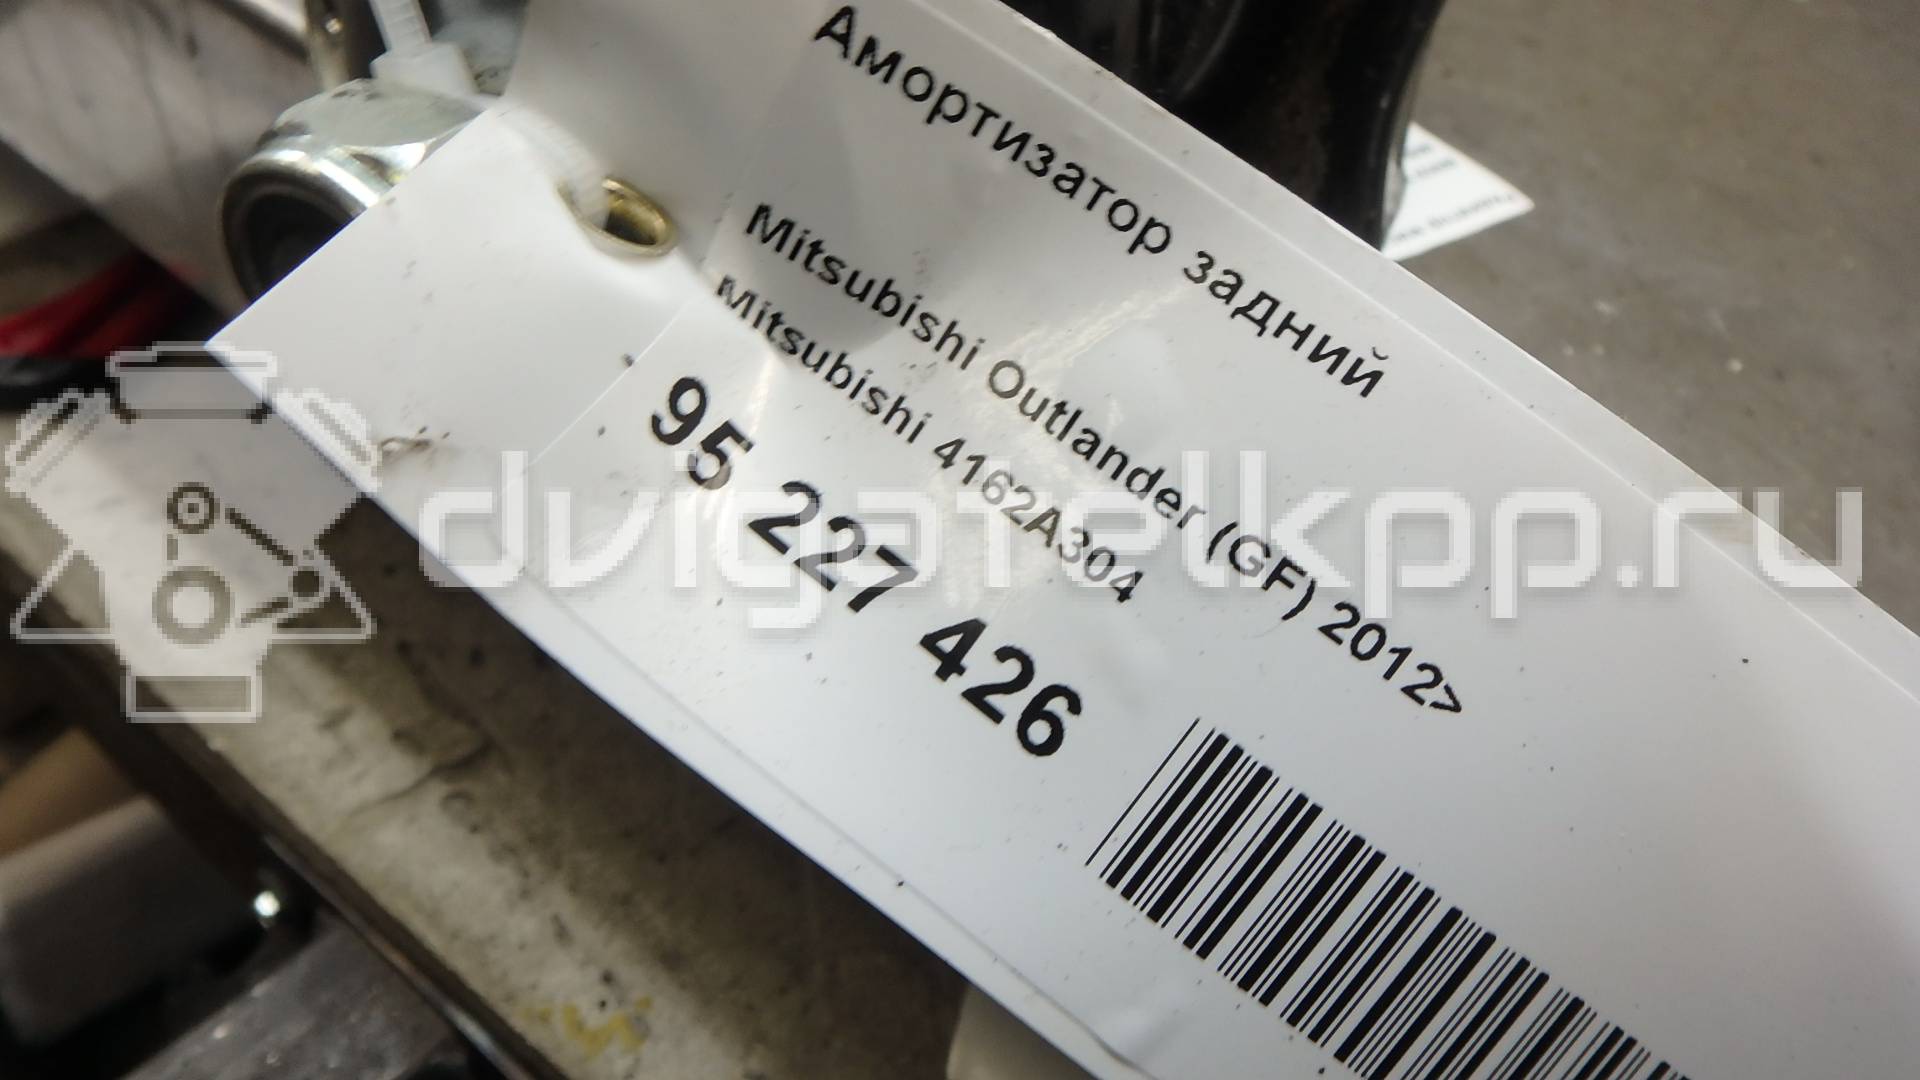 Амортизатор задний
Mitsubishi Outlander (GF) 2012>
Mitsubishi 4162A304
95 227 426
dvigatelkpp.ru